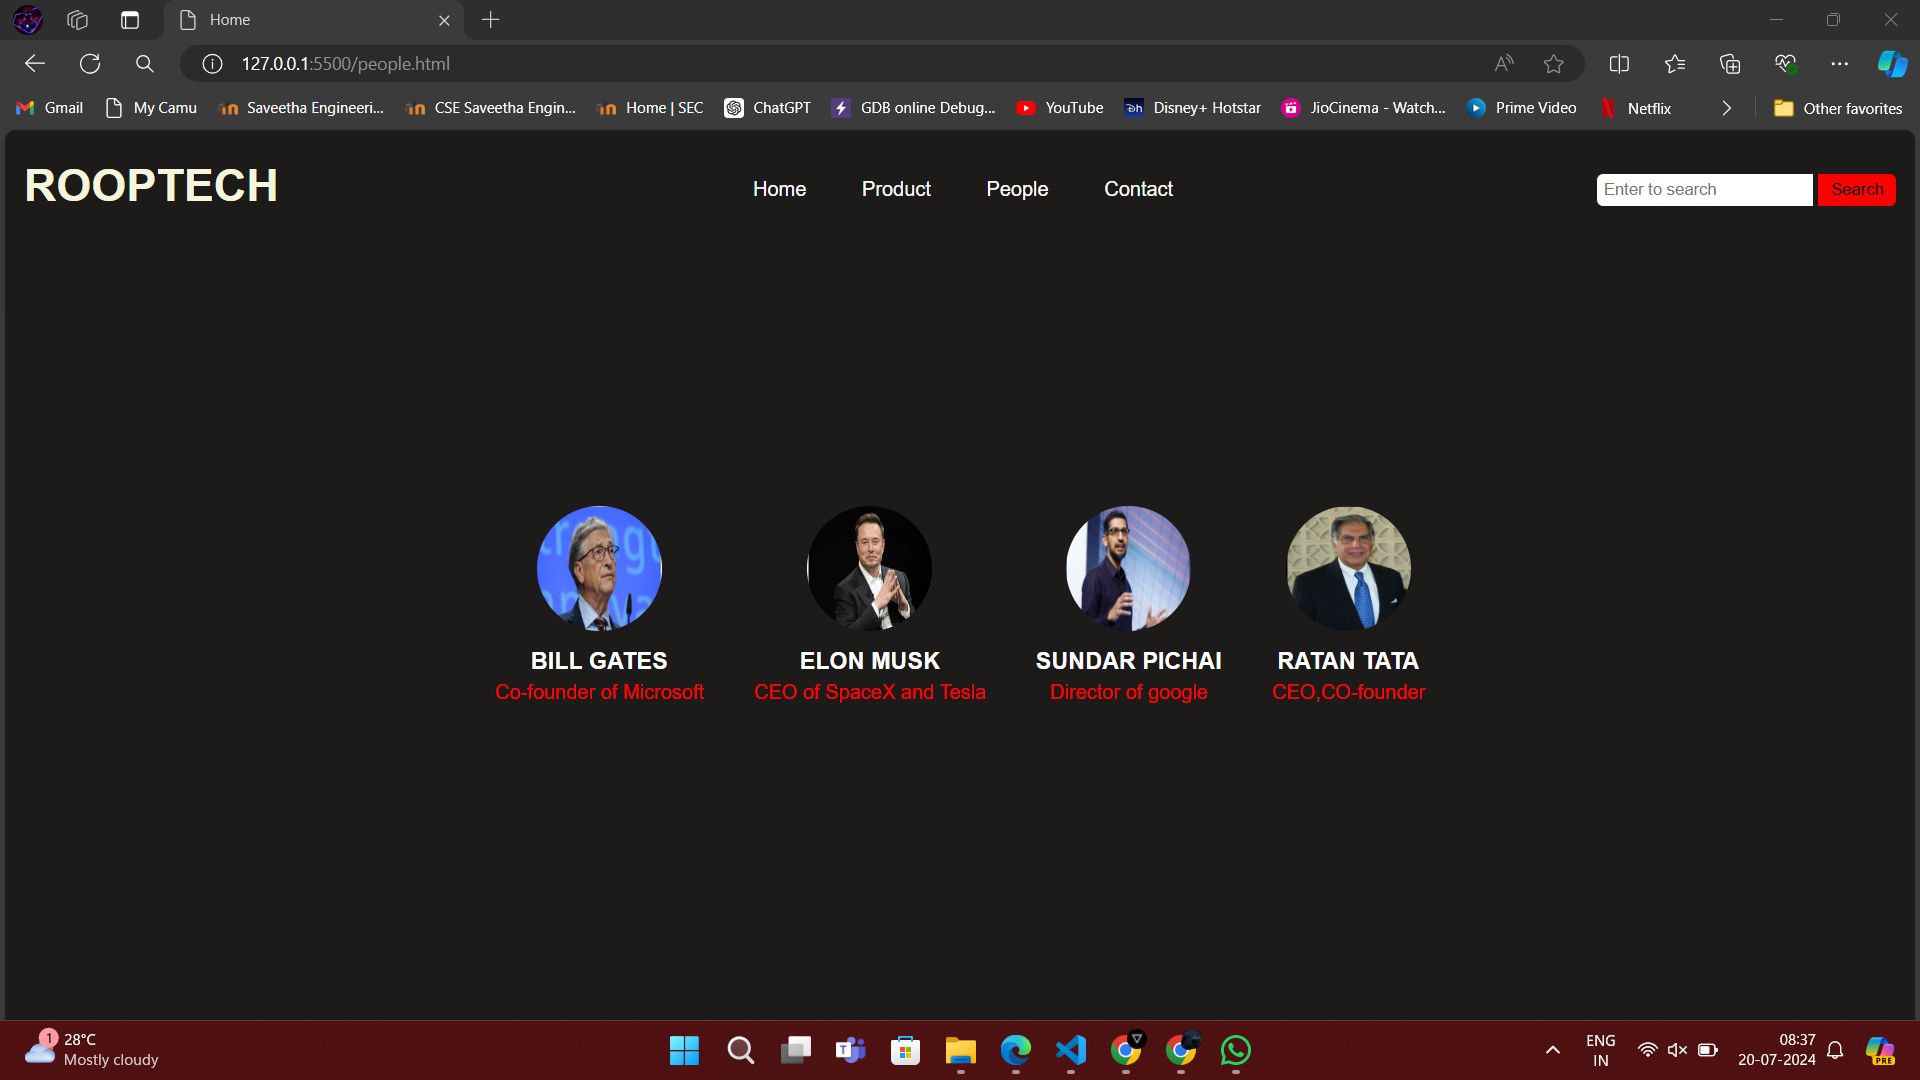 Home
127.0.0.1:5500/people.html
Gmail My Camu Saveetha Engineeri... CSE Saveetha Engin... Home | SEC ChatGPT GDB online Debug... YouTube Disney+ Hotstar JioCinema - Watch... Prime Video Netflix Other favorites
ROOPTECH Home Product People Contact Enter to search Search
BILL GATES ELON MUSK SUNDAR PICHAI RATAN TATA
Co-founder of Microsoft CEO of SpaceX and Tesla Director of google CEO,CO-founder
1 28°C ENG 08:37
Mostly cloudy IN 20-07-2024 PRE